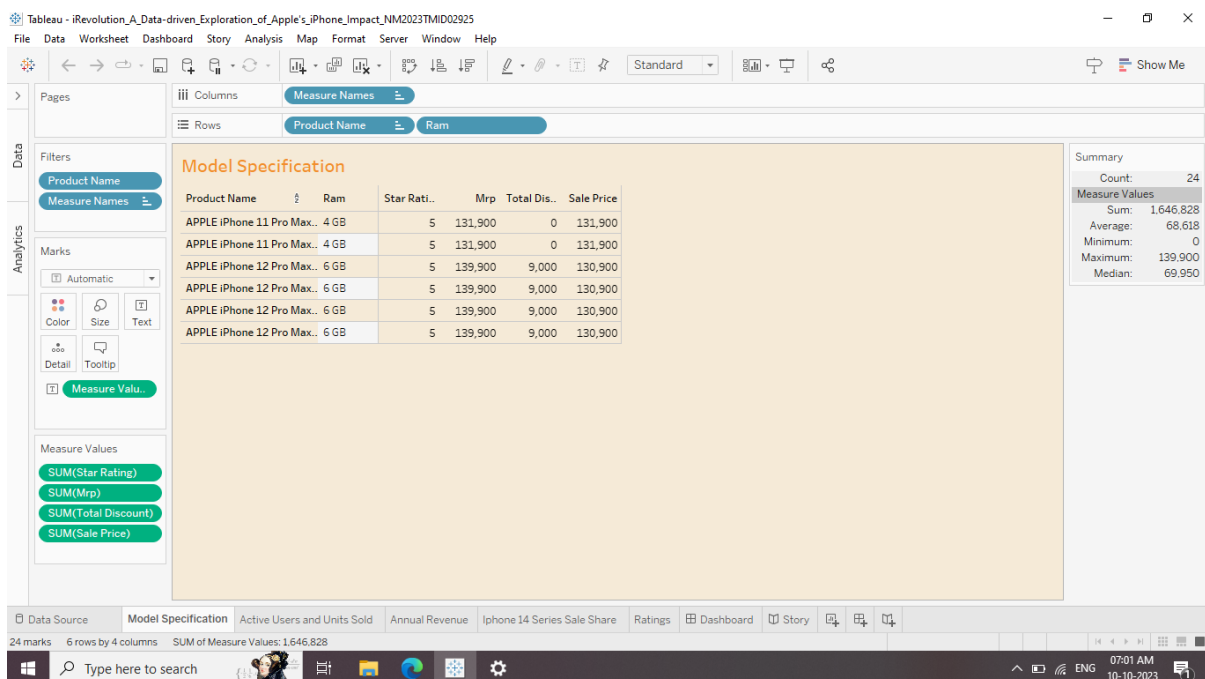 Tableau - iRevolution_A_Data-driven_Exploration_of_Apple's_iPhone_Impact_NM2023TMID02925
File Data Worksheet Dashboard Story Analysis Map Format Server Window Help
Standard
Show Me
Pages
Columns
Measure Names
Rows
Product Name
Ram
Data
Analytics
Filters
Product Name
Measure Names
Marks
Automatic
Color Size Text
Detail Tooltip
Measure Valu..
Measure Values
SUM(Star Rating)
SUM(Mrp)
SUM(Total Discount)
SUM(Sale Price)
Model Specification
Product Name Ram Star Rati.. Mrp Total Dis.. Sale Price
APPLE iPhone 11 Pro Max.. 4 GB 5 131,900 0 131,900
APPLE iPhone 11 Pro Max.. 4 GB 5 131,900 0 131,900
APPLE iPhone 12 Pro Max.. 6 GB 5 139,900 9,000 130,900
APPLE iPhone 12 Pro Max.. 6 GB 5 139,900 9,000 130,900
APPLE iPhone 12 Pro Max.. 6 GB 5 139,900 9,000 130,900
APPLE iPhone 12 Pro Max.. 6 GB 5 139,900 9,000 130,900
Summary
Count: 24
Measure Values
Sum: 1,646,828
Average: 68,618
Minimum: 0
Maximum: 139,900
Median: 69,950
Data Source Model Specification Active Users and Units Sold Annual Revenue Iphone 14 Series Sale Share Ratings Dashboard Story
24 marks 6 rows by 4 columns SUM of Measure Values: 1,646,828
Type here to search
ENG
07:01 AM
10-10-2023
1